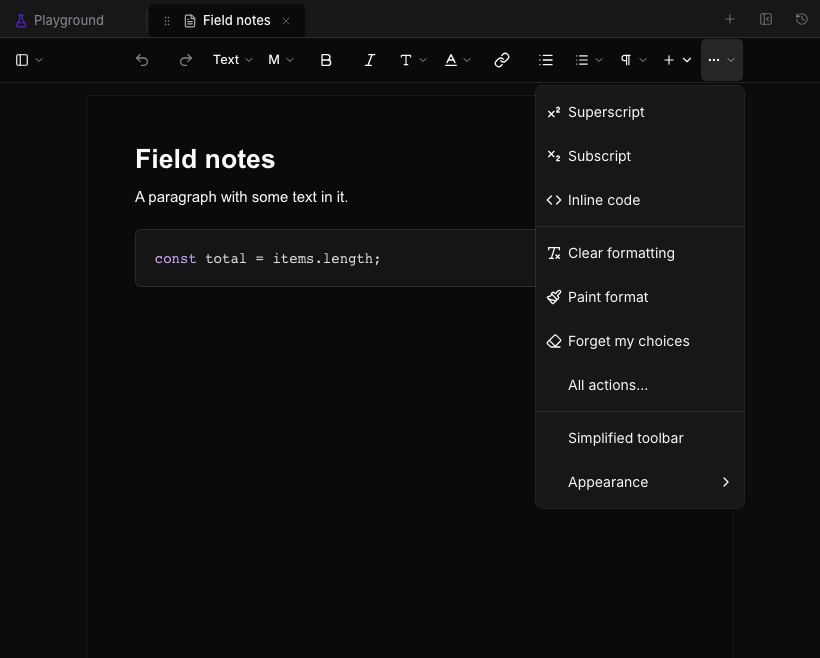 Playground
Field notes
Text
M
B
I
T
A
¶
Superscript
Subscript
Inline code
Clear formatting
Paint format
Forget my choices
All actions...
Simplified toolbar
Appearance
Field notes
A paragraph with some text in it.
const total = items.length;